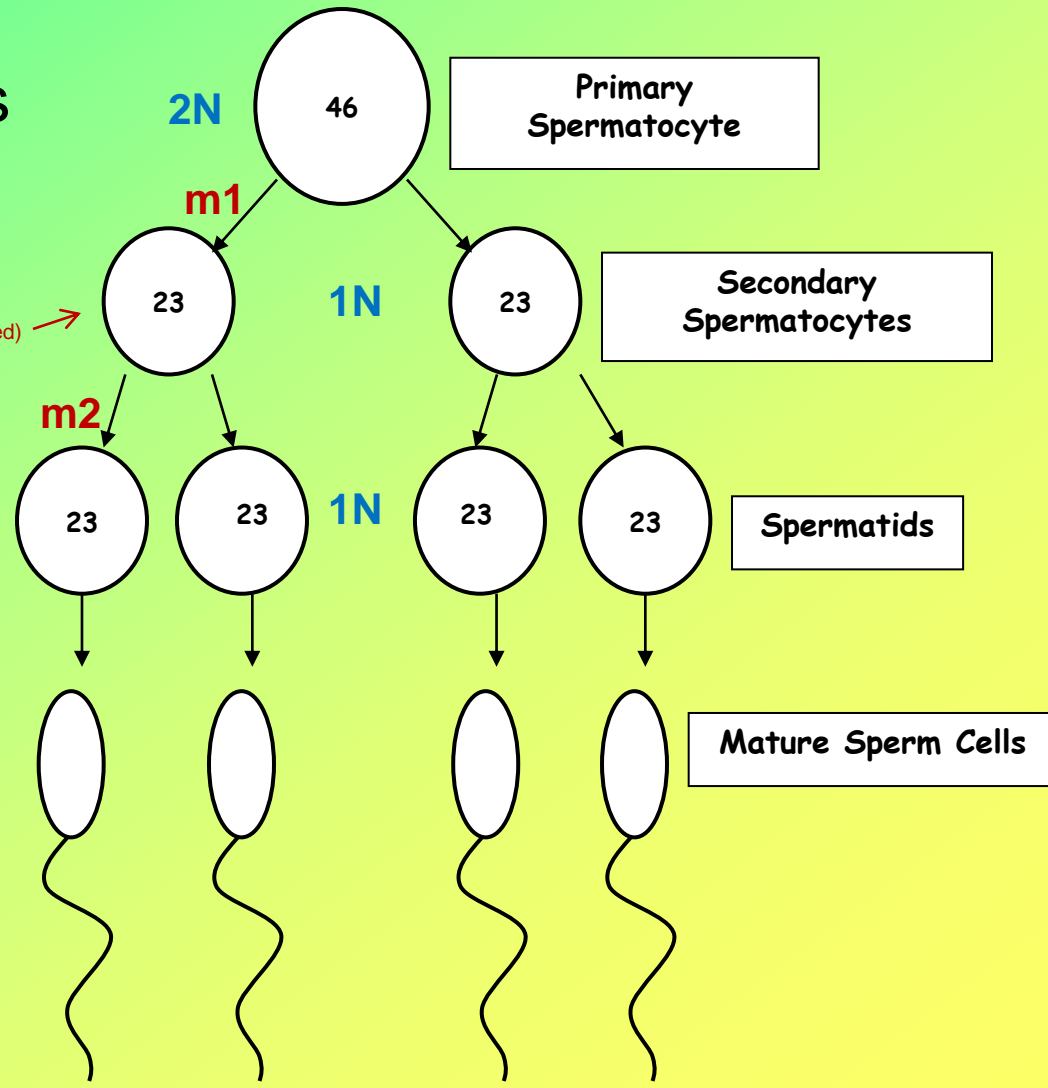 s
2N
46
Primary
Spermatocyte
m1
23
1N
23
Secondary
Spermatocytes
ed)
m2
23
23
1N
23
23
Spermatids
Mature Sperm Cells